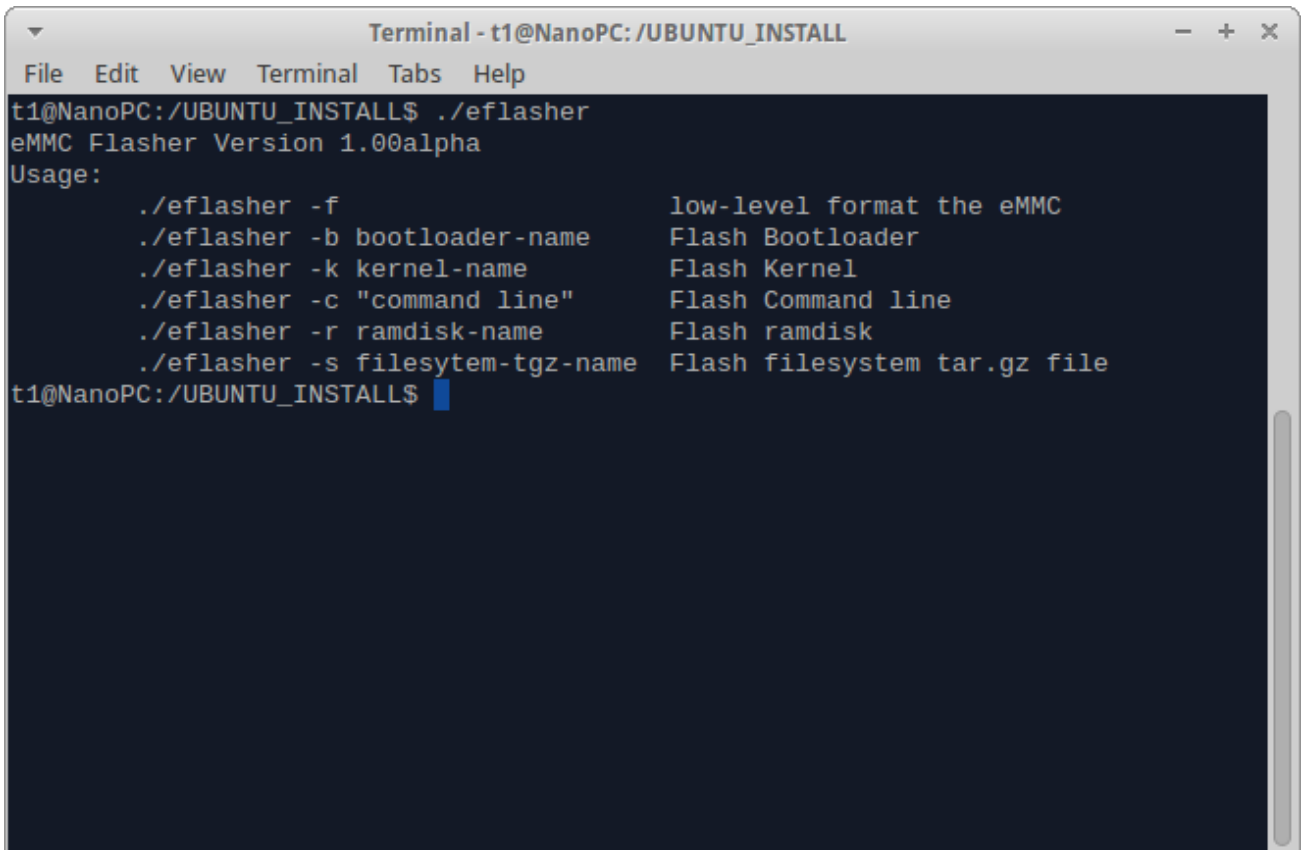 Terminal - t1@NanoPC: /UBUNTU_INSTALL
File Edit View Terminal Tabs Help
t1@NanoPC:/UBUNTU_INSTALL$ ./eflasher
eMMC Flasher Version 1.00alpha
Usage:
./eflasher -f low-level format the eMMC
./eflasher -b bootloader-name Flash Bootloader
./eflasher -k kernel-name Flash Kernel
./eflasher -c "command line" Flash Command line
./eflasher -r ramdisk-name Flash ramdisk
./eflasher -s filesytem-tgz-name Flash filesystem tar.gz file
t1@NanoPC:/UBUNTU_INSTALL$